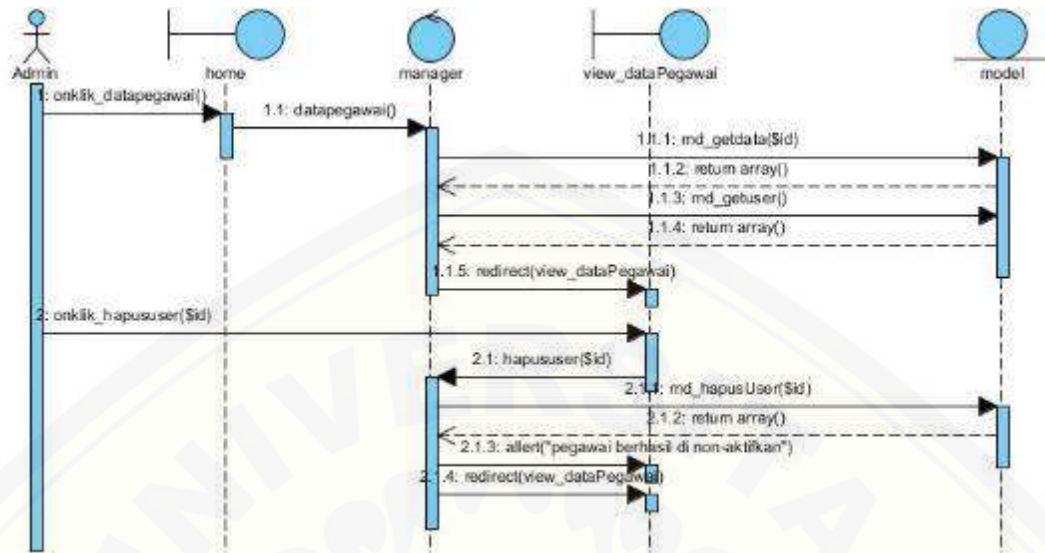 Admin
home
manager
view_dataPegawai
model
1: onklik_datapegawai()
1.1: datapegawai()
1.1.1: md_getdata($id)
1.1.2: return array()
1.1.3: md_getuser()
1.1.4: return array()
1.1.5: redirect(view_dataPegawai)
2: onklik_hapususer($id)
2.1: hapususer($id)
2.1.1: md_hapusUser($id)
2.1.2: return array()
2.1.3: allert("pegawai berhasil di non-aktifkan")
2.1.4: redirect(view_dataPegawai)